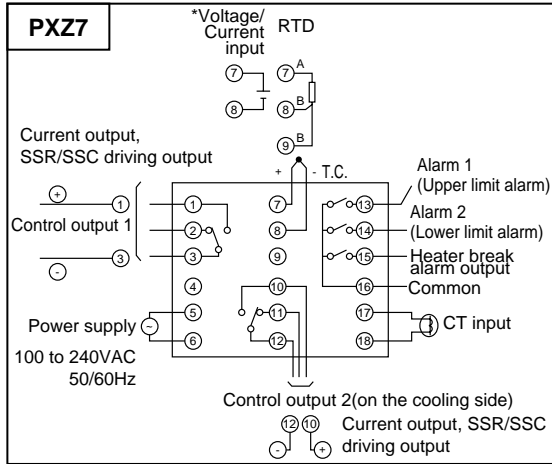 PXZ7
*Voltage/
Current
input
RTD
7 7 A
8 8 B
9 B
Current output,
SSR/SSC driving output
+ - T.C.
Alarm 1
(Upper limit alarm)
+ 1 1 7 13
Alarm 2
(Lower limit alarm)
Control output 1 2 8 14
- 3 3 9 15 Heater break
alarm output
4 10 16 Common
Power supply ~ 5 11 17 CT input
6 12 18
100 to 240VAC
50/60Hz
Control output 2(on the cooling side)
12 10 Current output, SSR/SSC
- + driving output